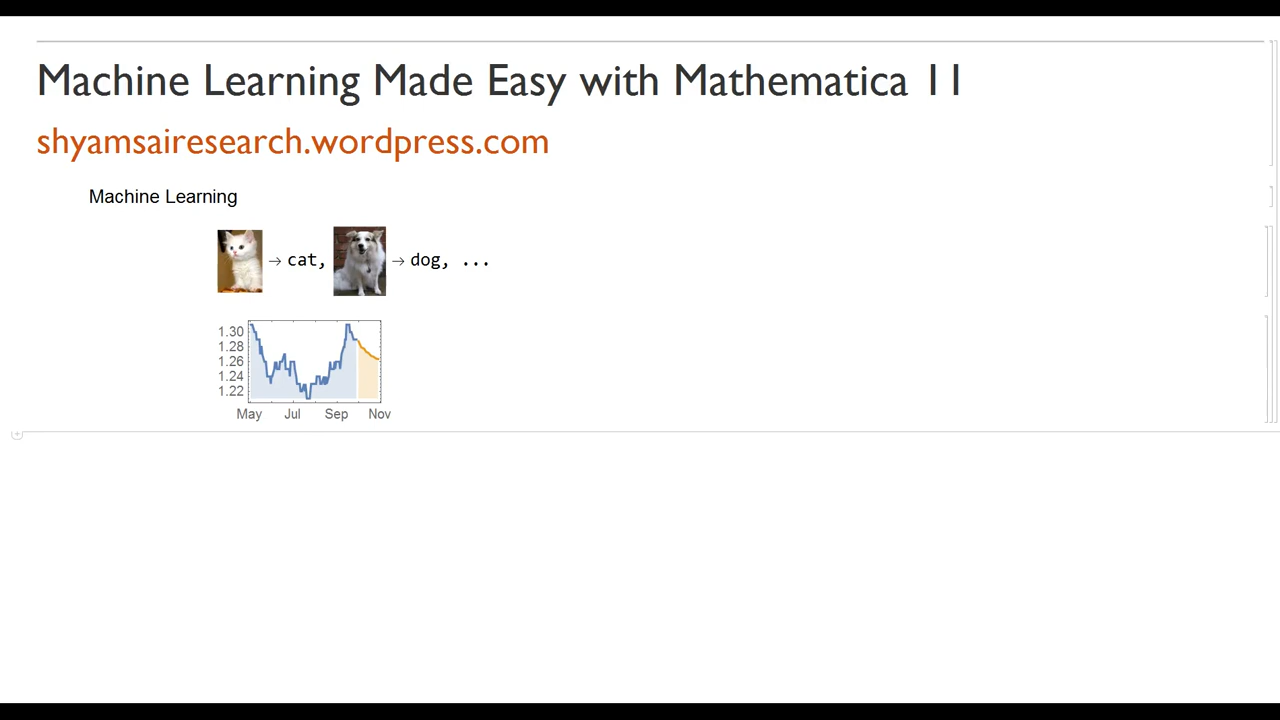 Machine Learning Made Easy with Mathematica 11
shyamsairesearch.wordpress.com
Machine Learning
→ cat, → dog, ...
1.30
1.28
1.26
1.24
1.22
May Jul Sep Nov